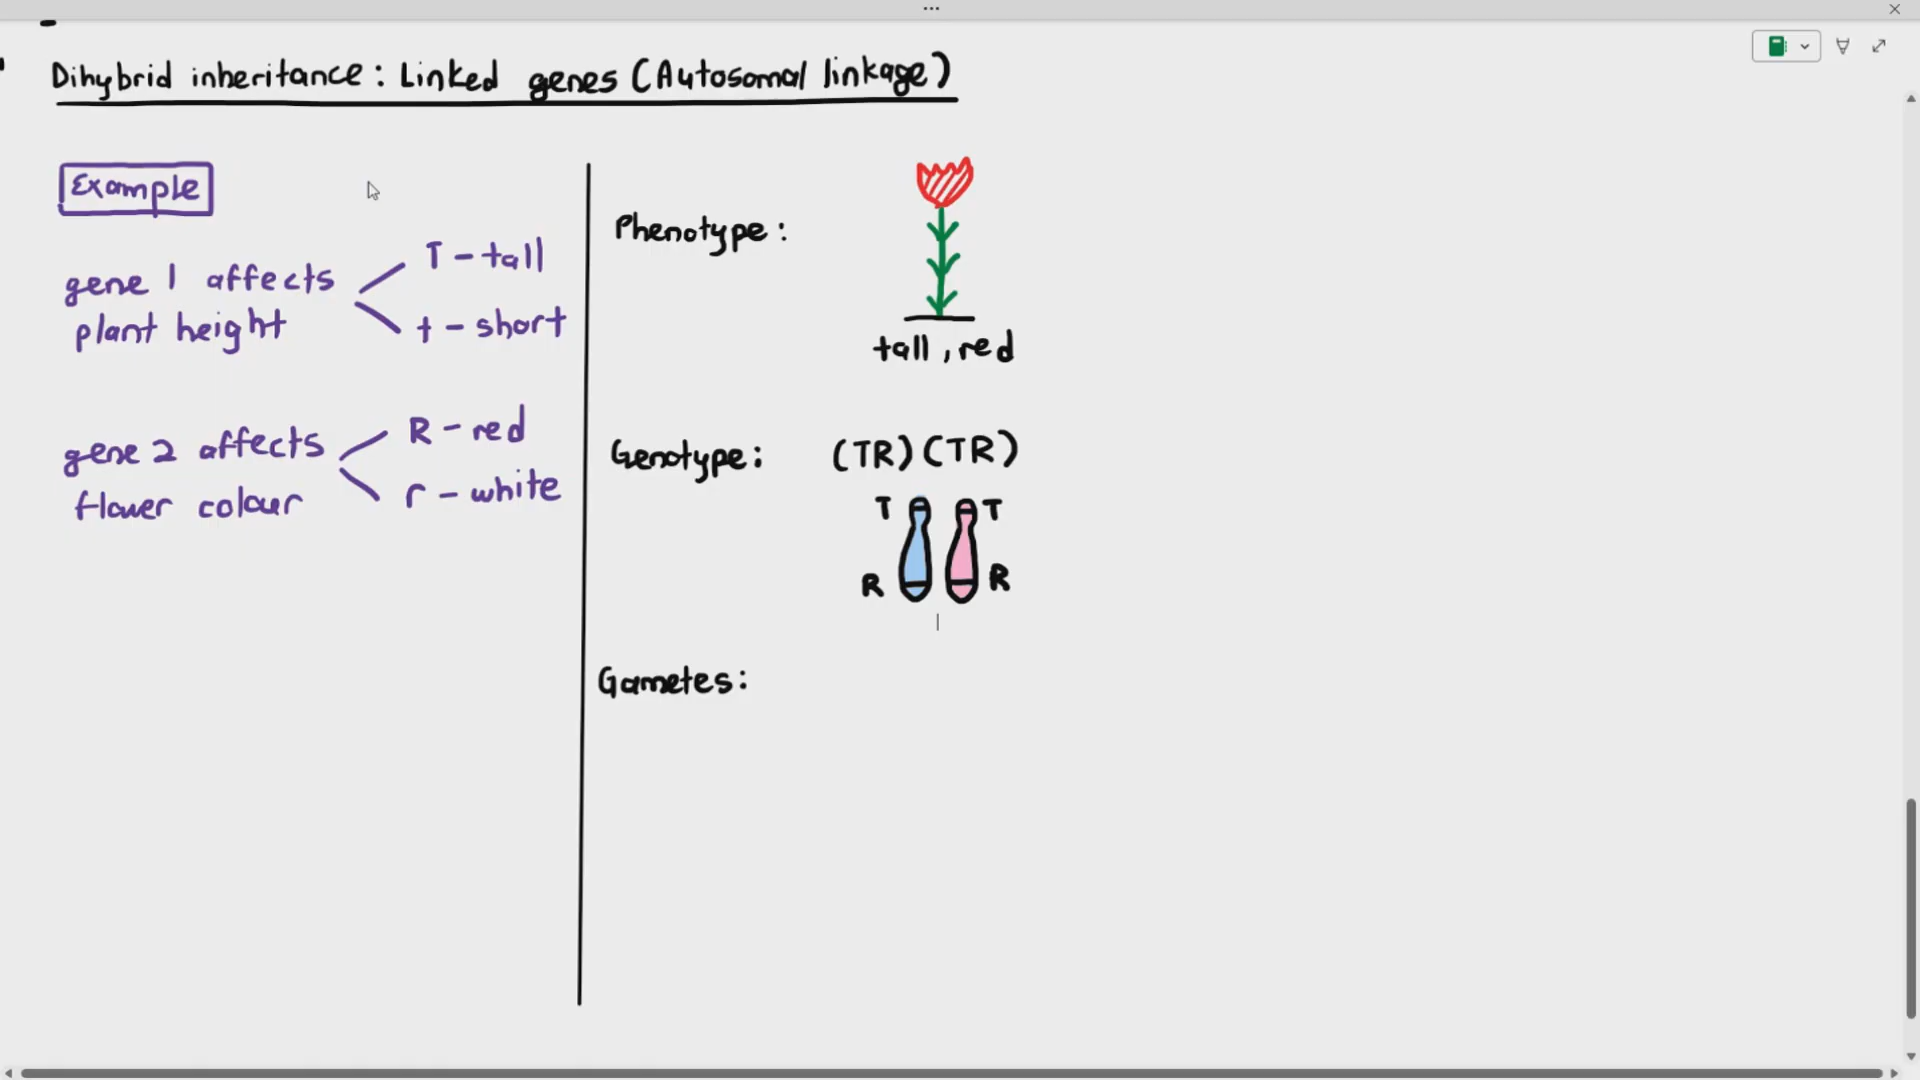 Dihybrid inheritance: Linked genes (Autosomal linkage)
Example
gene 1 affects
plant height
T - tall
t - short
gene 2 affects
flower colour
R - red
r - white
Phenotype:
tall, red
Genotype: (TR)(TR)
T T
R R
Gametes: